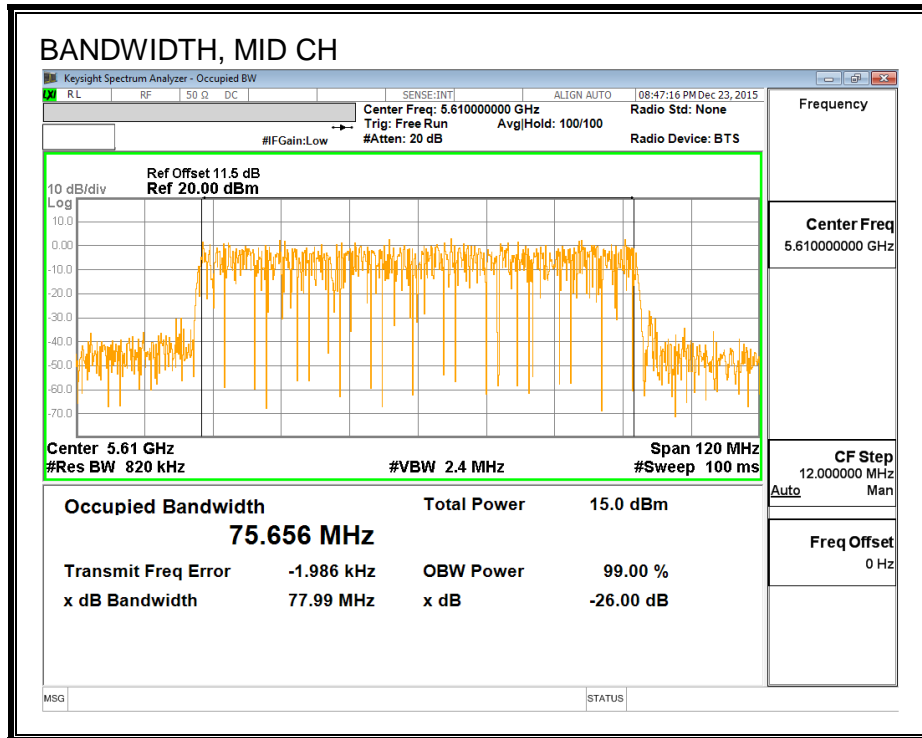 BANDWIDTH, MID CH
Keysight Spectrum Analyzer - Occupied BW
LXI RL RF 50 Ω DC SENSE:INT ALIGN AUTO 08:47:16 PM Dec 23, 2015
Center Freq: 5.610000000 GHz Radio Std: None
Trig: Free Run Avg|Hold: 100/100
#IFGain:Low #Atten: 20 dB Radio Device: BTS
Ref Offset 11.5 dB
10 dB/div Ref 20.00 dBm
Log
10.0
0.00
-10.0
-20.0
-30.0
-40.0
-50.0
-60.0
-70.0
Center 5.61 GHz Span 120 MHz
#Res BW 820 kHz #VBW 2.4 MHz #Sweep 100 ms
Occupied Bandwidth Total Power 15.0 dBm
75.656 MHz
Transmit Freq Error -1.986 kHz OBW Power 99.00 %
x dB Bandwidth 77.99 MHz x dB -26.00 dB
MSG STATUS
Frequency
Center Freq
5.610000000 GHz
CF Step
12.000000 MHz
Auto Man
Freq Offset
0 Hz